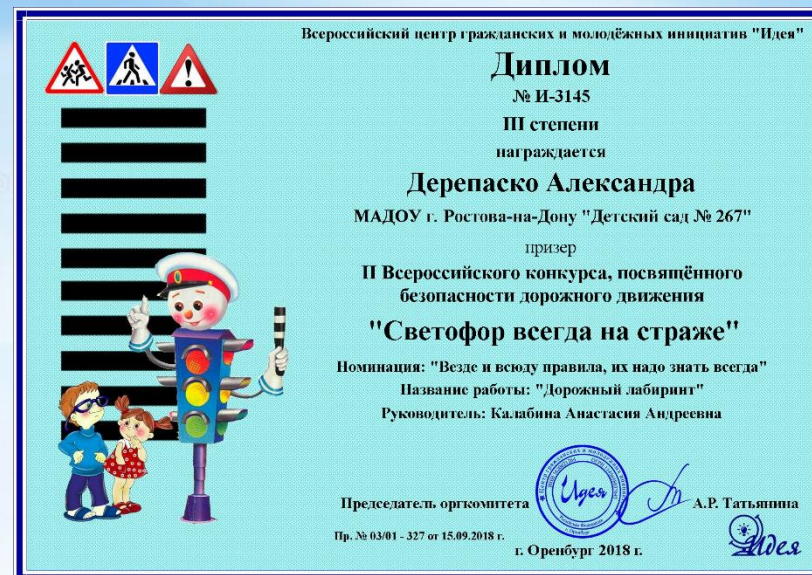 Всероссийский центр гражданских и молодёжных инициатив "Идея"
Диплом
№ И-3145
III степени
награждается
Дерепаско Александра
МАДОУ г. Ростова-на-Дону "Детский сад № 267"
призер
II Всероссийского конкурса, посвящённого
безопасности дорожного движения
"Светофор всегда на страже"
Номинация: "Везде и всюду правила, их надо знать всегда"
Название работы: "Дорожный лабиринт"
Руководитель: Калабина Анастасия Андреевна
Идея
Председатель оргкомитета
А.Р. Татьянина
Пр. № 03/01 - 327 от 15.09.2018 г.
г. Оренбург 2018 г.
Идея